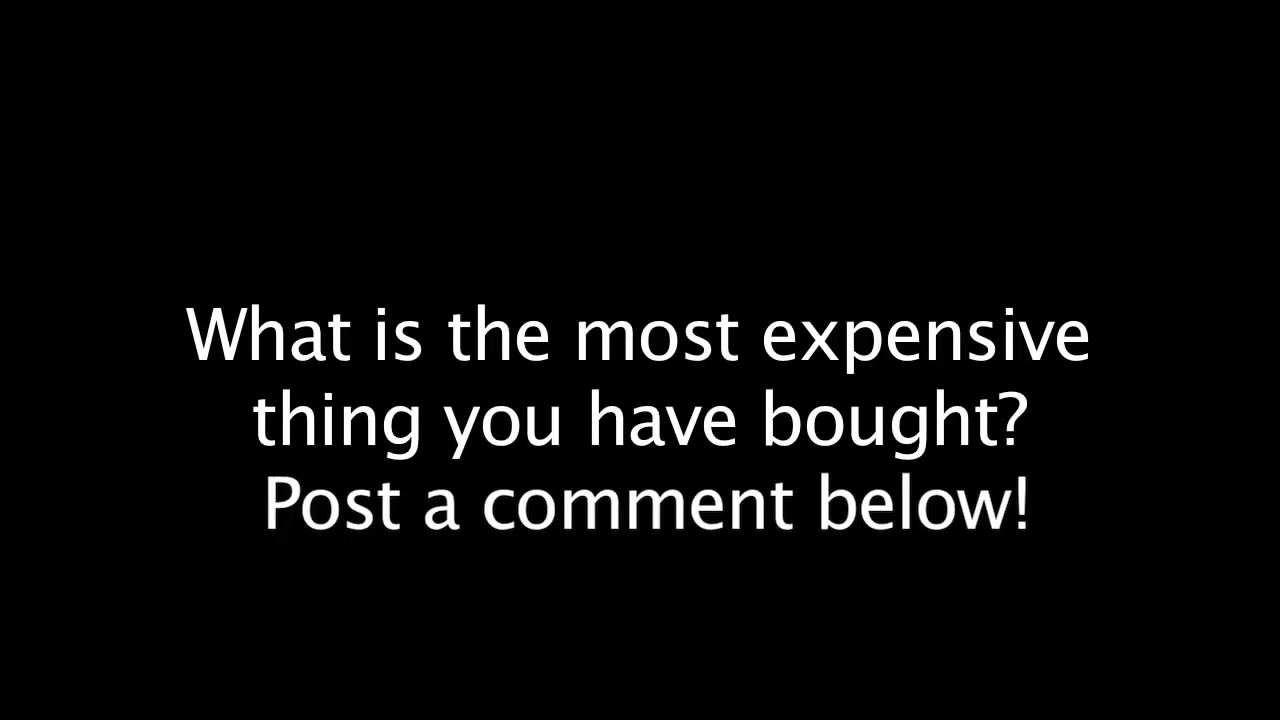 What is the most expensive
thing you have bought?
Post a comment below!